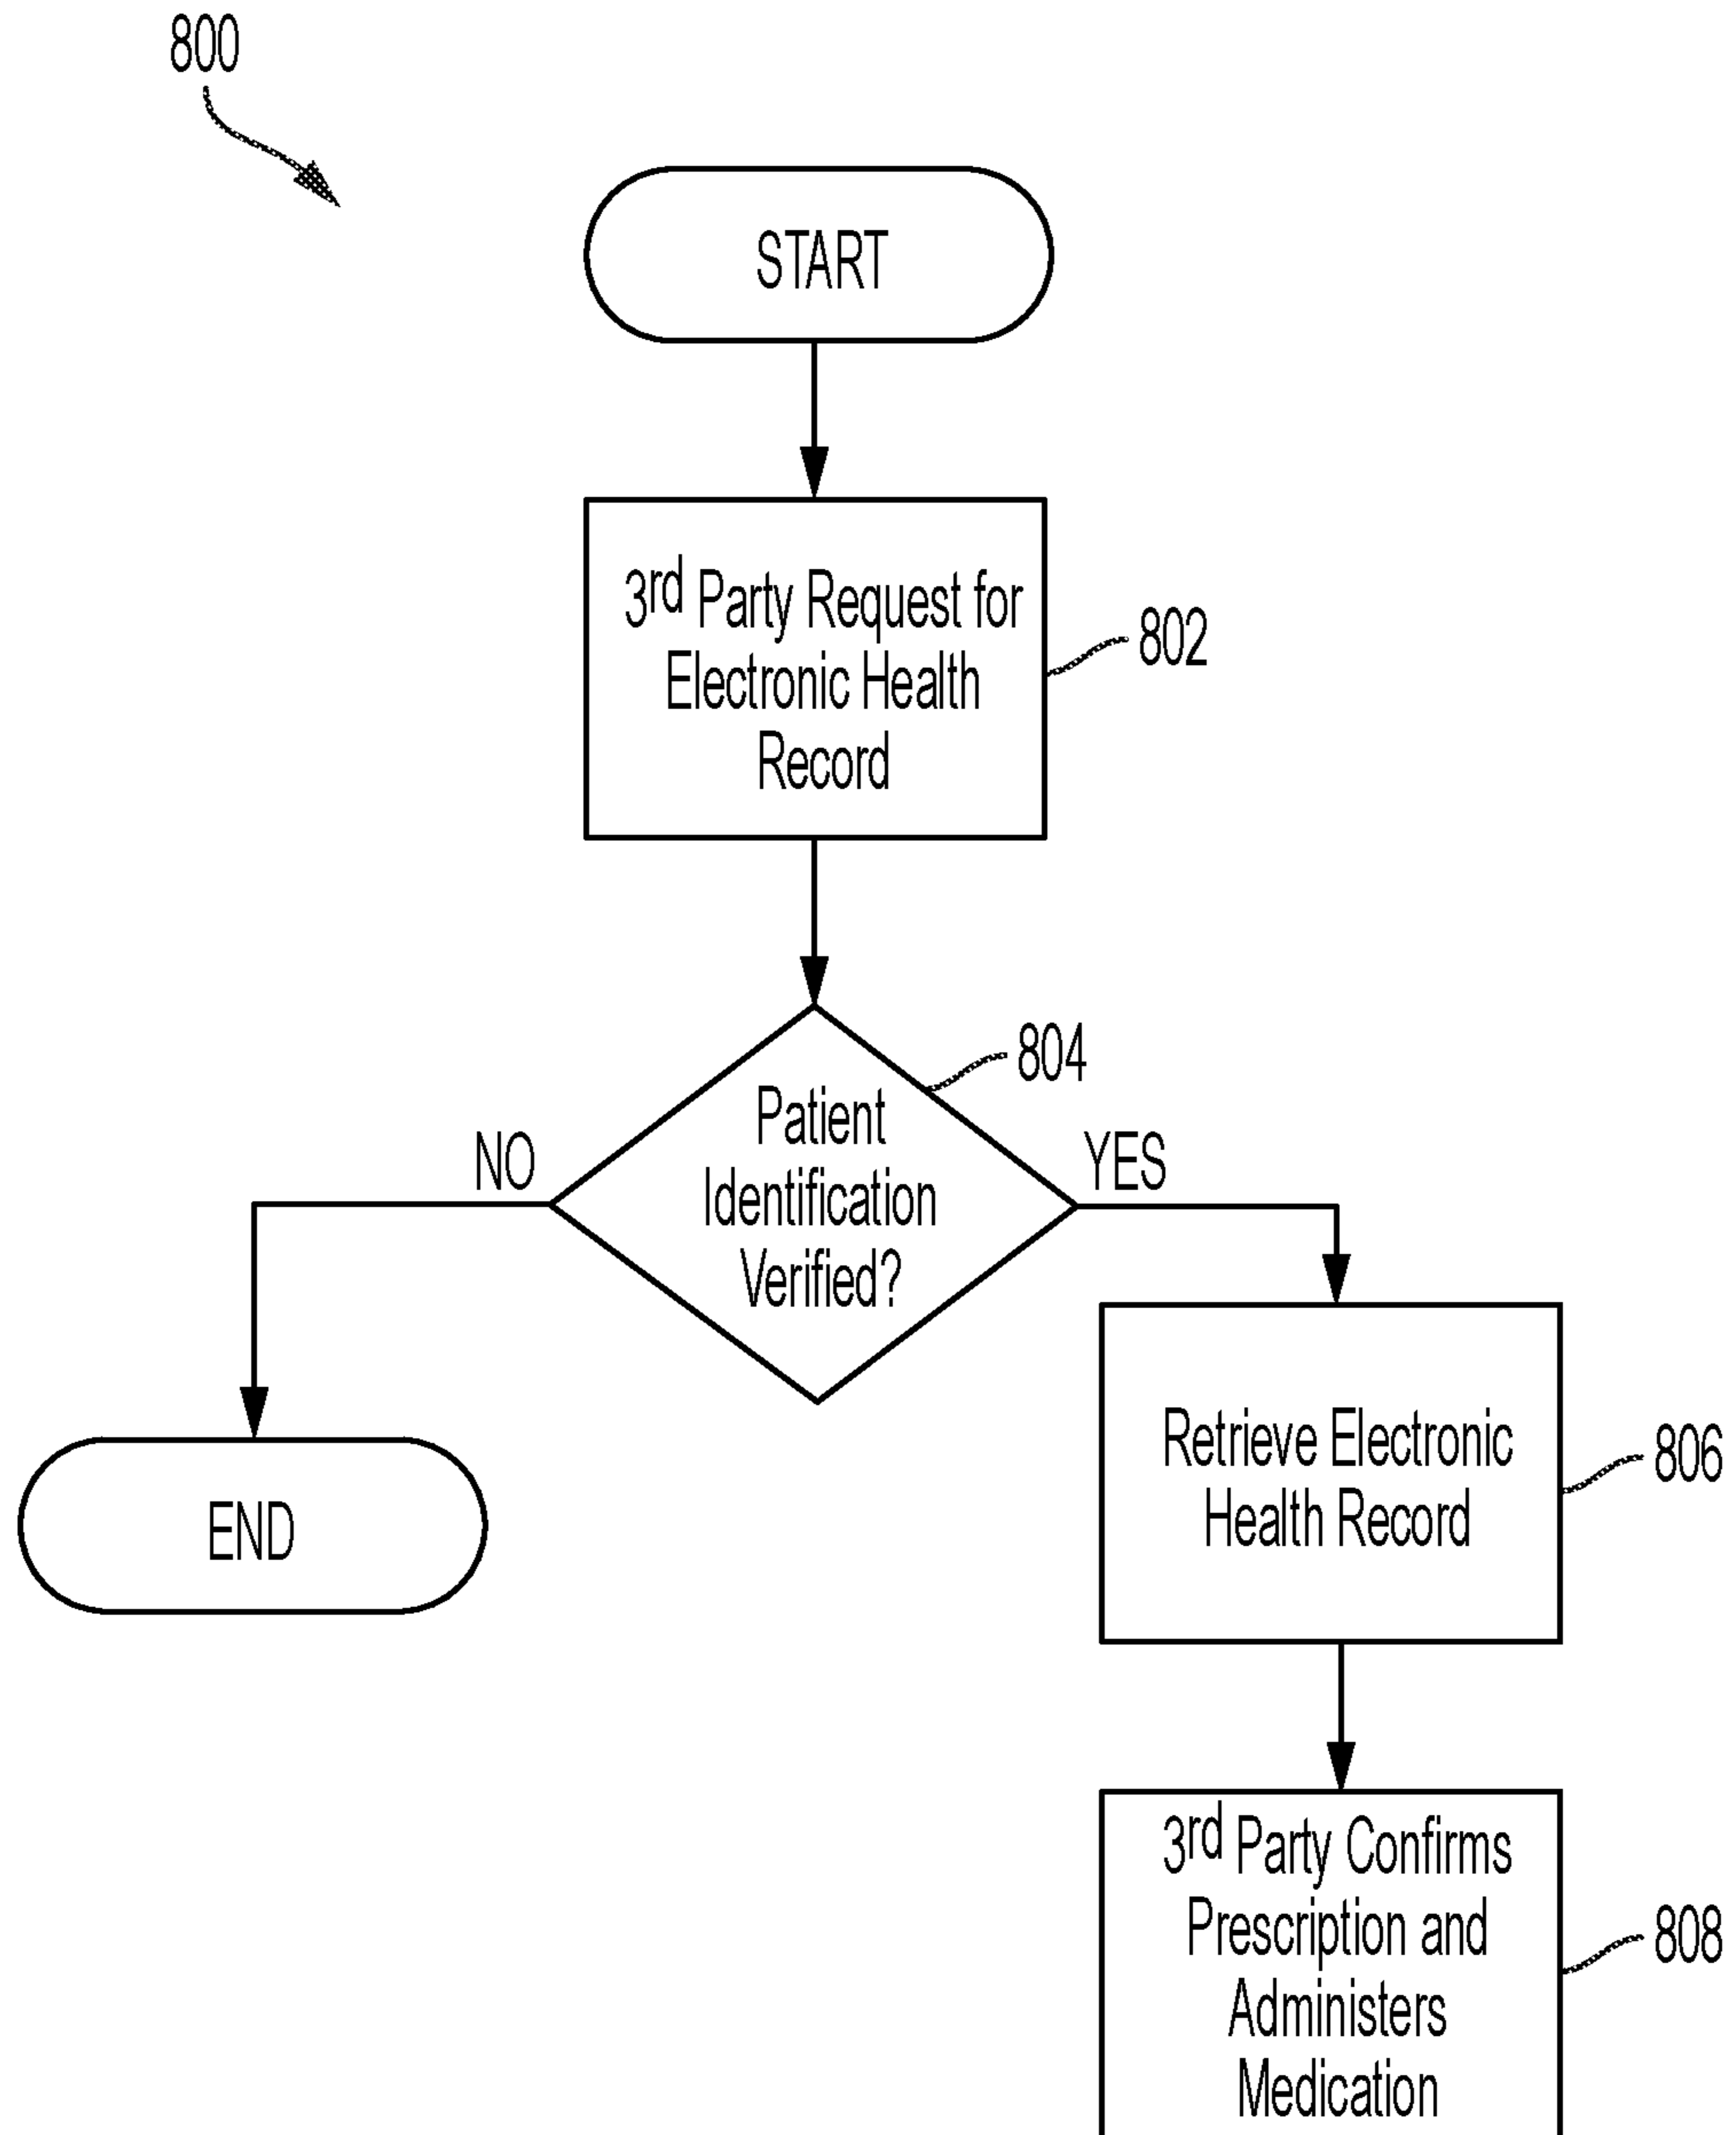 800
START
3rd Party Request for
Electronic Health
Record
802
804
Patient
Identification
Verified?
NO
YES
END
Retrieve Electronic
Health Record
806
3rd Party Confirms
Prescription and
Administers
Medication
808